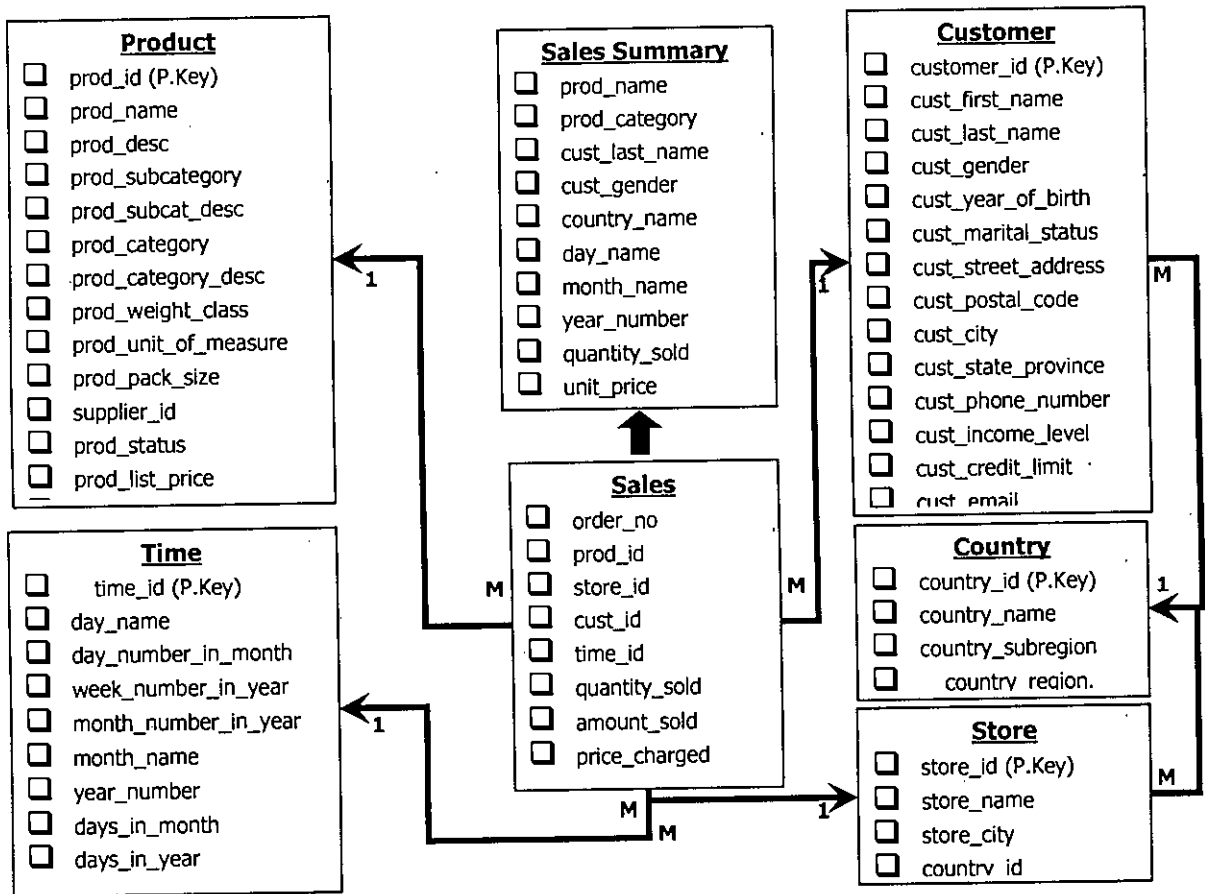 Product
prod_id (P.Key)
prod_name
prod_desc
prod_subcategory
prod_subcat_desc
prod_category
prod_category_desc
prod_weight_class
prod_unit_of_measure
prod_pack_size
supplier_id
prod_status
prod_list_price
1
Sales Summary
prod_name
prod_category
cust_last_name
cust_gender
country_name
day_name
month_name
year_number
quantity_sold
unit_price
Customer
customer_id (P.Key)
cust_first_name
cust_last_name
cust_gender
cust_year_of_birth
cust_marital_status
cust_street_address
cust_postal_code
cust_city
cust_state_province
cust_phone_number
cust_income_level
cust_credit_limit
cust_email
1
M
Time
time_id (P.Key)
day_name
day_number_in_month
week_number_in_year
month_number_in_year
month_name
year_number
days_in_month
days_in_year
1
M
Sales
order_no
prod_id
store_id
cust_id
time_id
quantity_sold
amount_sold
price_charged
M
M
M
Country
country_id (P.Key)
country_name
country_subregion
country_region.
1
Store
store_id (P.Key)
store_name
store_city
country_id
1
M